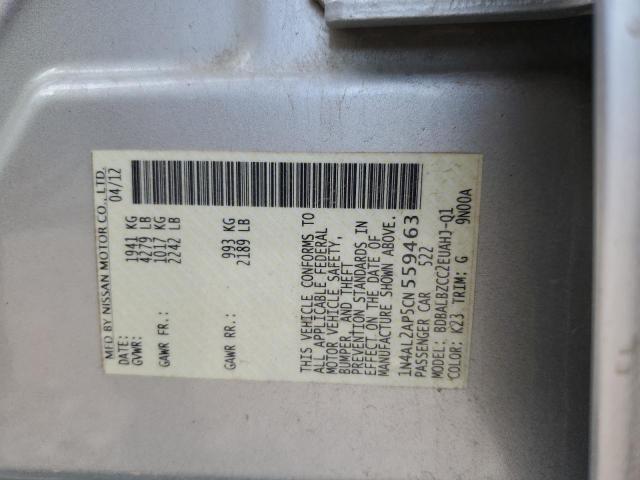 MFD BY NISSAN MOTOR CO., LTD.
DATE: 04/12
GVWR: 1941 KG
4279 LB
GAWR FR.: 1017 KG
2242 LB
GAWR RR.: 993 KG
2189 LB
THIS VEHICLE CONFORMS TO
ALL APPLICABLE FEDERAL
MOTOR VEHICLE SAFETY,
BUMPER, AND THEFT
PREVENTION STANDARDS IN
EFFECT ON THE DATE OF
MANUFACTURE SHOWN ABOVE.
1N4AL2AP5CN559463
PASSENGER CAR 522
MODEL: BDBALBZCC2EUAHJ-Q1
COLOR: K23 TRIM: G 9N00A